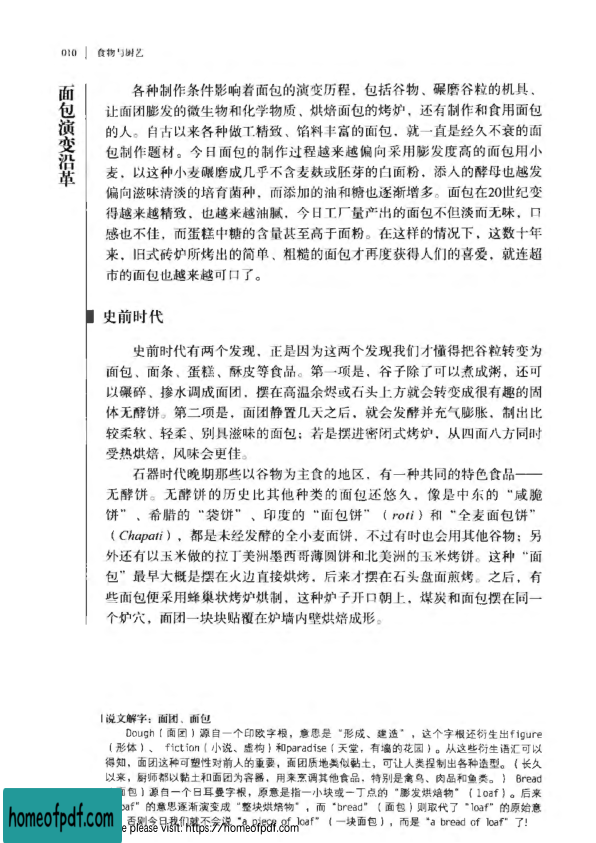 010 | 食物与厨艺
面包演变沿革
各种制作条件影响着面包的演变历程，包括谷物、碾磨谷粒的机具、
让面团膨发的微生物和化学物质、烘焙面包的烤炉，还有制作和食用面包
的人。自古以来各种做工精致、馅料丰富的面包，就一直是经久不衰的面
包制作题材。今日面包的制作过程越来越偏向采用膨发度高的面包用小
麦，以这种小麦碾磨成几乎不含麦麸或胚芽的白面粉，添入的酵母也越发
偏向滋味清淡的培育菌种，而添加的油和糖也逐渐增多。面包在20世纪变
得越来越精致，也越来越油腻，今日工厂量产出的面包不但淡而无味，口
感也不佳，而蛋糕中糖的含量甚至高于面粉。在这样的情况下，这数十年
来，旧式砖炉所烤出的简单、粗糙的面包才再度获得人们的喜爱，就连超
市的面包也越来越可口了。
史前时代
史前时代有两个发现，正是因为这两个发现我们才懂得把谷粒转变为
面包、面条、蛋糕、酥皮等食品。第一项是，谷子除了可以煮成粥，还可
以碾碎、掺水调成面团，摆在高温余烬或石头上方就会转变成很有趣的固
体无酵饼。第二项是，面团静置几天之后，就会发酵并充气膨胀，制出比
较柔软、轻柔、别具滋味的面包；若是摆进密闭式烤炉，从四面八方同时
受热烘焙，风味会更佳。
石器时代晚期那些以谷物为主食的地区，有一种共同的特色食品——
无酵饼。无酵饼的历史比其他种类的面包还悠久，像是中东的“咸脆
饼”、希腊的“袋饼”、印度的“面包饼”（roti）和“全麦面包饼”
（Chapati），都是未经发酵的全小麦面饼，不过有时也会用其他谷物；另
外还有以玉米做的拉丁美洲墨西哥薄圆饼和北美洲的玉米烤饼。这种“面
包”最早大概是摆在火边直接烘烤，后来才摆在石头盘面煎烤。之后，有
些面包便采用蜂巢状烤炉烘制，这种炉子开口朝上，煤炭和面包摆在同一
个炉穴，面团一块块贴覆在炉墙内壁烘焙成形。
说文解字：面团、面包
Dough（面团）源自一个印欧字根，意思是“形成、建造”，这个字根还衍生出figure
（形体）、fiction（小说、虚构）和paradise（天堂，有墙的花园）。从这些衍生语汇可以
得知，面团这种可塑性对前人的重要，面团质地类似黏土，可让人类捏制出各种造型。（长久
以来，厨师都以黏土和面团为容器，用来烹调其他食品，特别是禽鸟、肉品和鱼类。）Bread
面包）源自一个日耳曼字根，原意是指一小块或一丁点的“膨发烘焙物”（loaf）。后来
oaf”的意思逐渐演变成“整块烘焙物”，而“bread”（面包）则取代了“loaf”的原始意
否则今日我们就不会说“a piece of loaf”（一块面包），而是“a bread of loaf”了！
homeofpdf.com
e please visit: https://homeofpdf.com